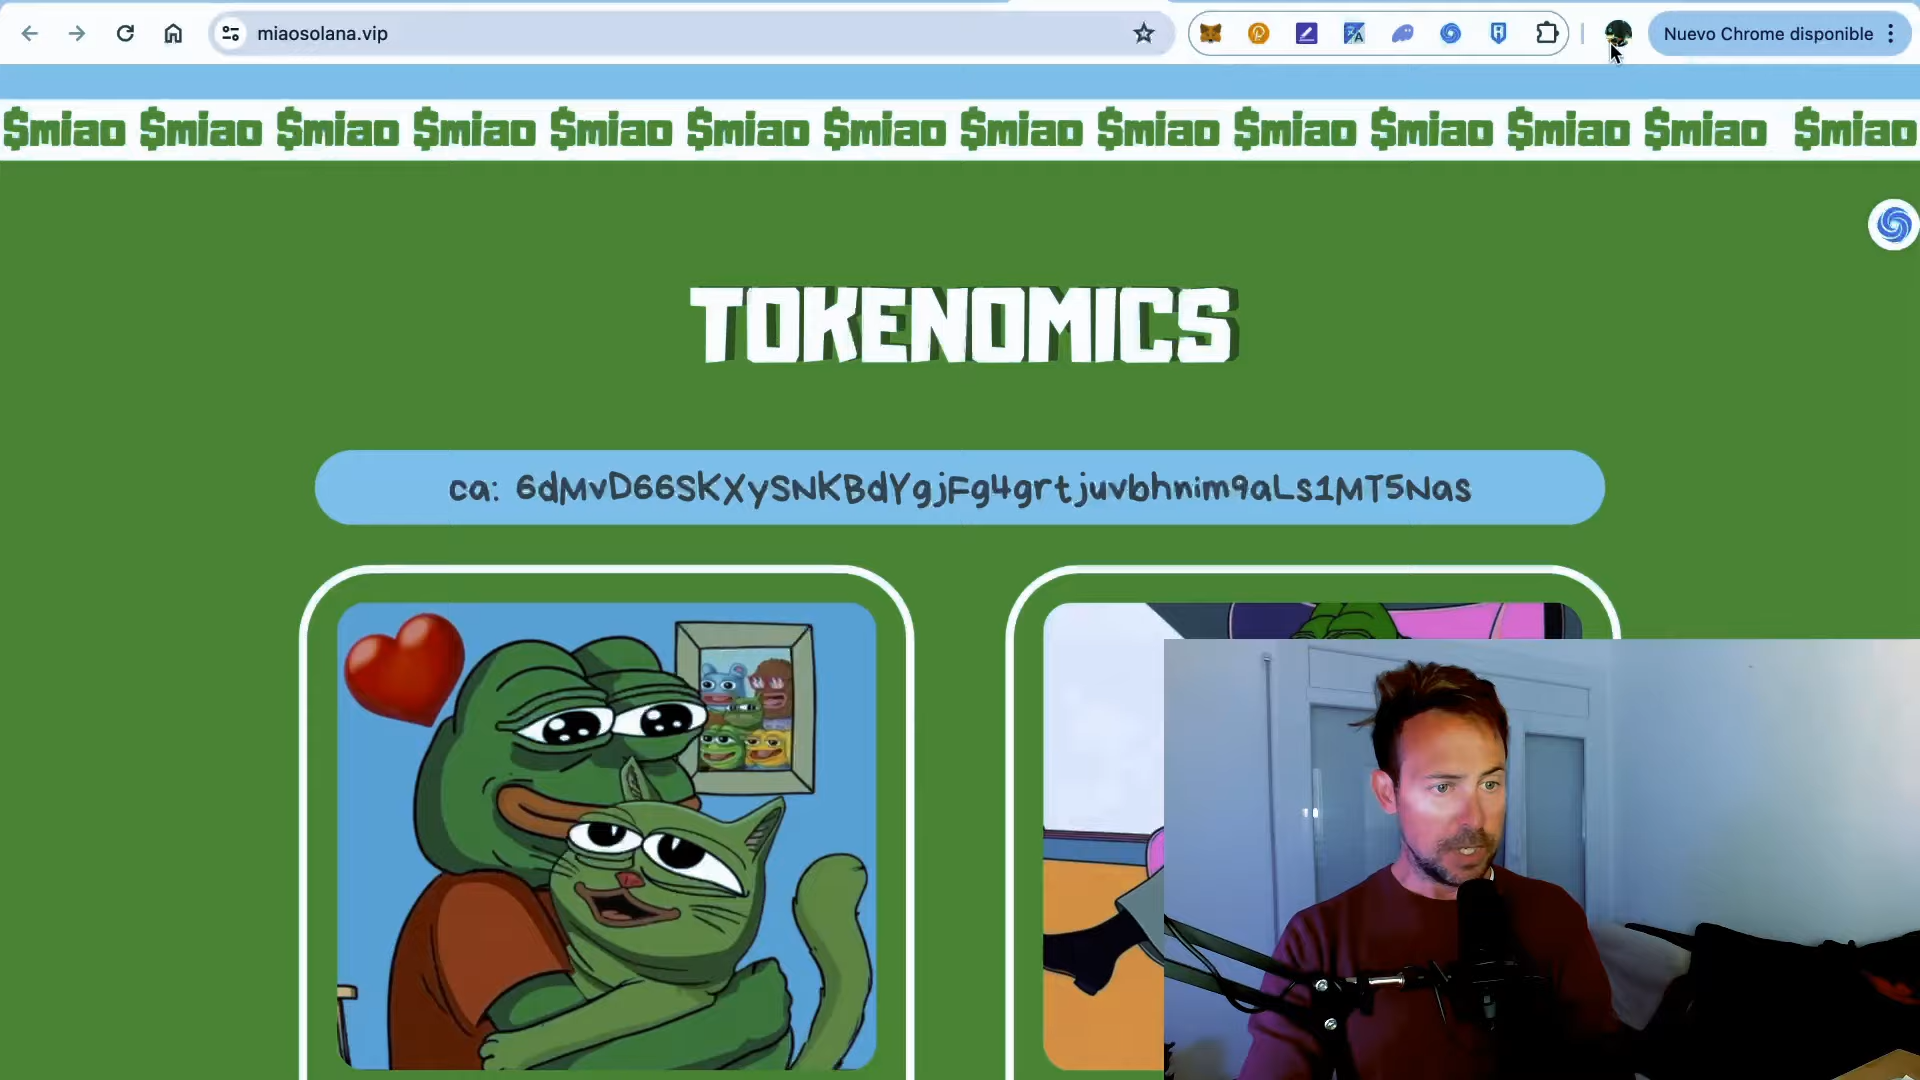 miaosolana.vip
Nuevo Chrome disponible
$miao $miao $miao $miao $miao $miao $miao $miao $miao $miao $miao $miao $miao $miao
TOKENOMICS
ca: 6dMvD66SKXySNKBdYgjFg4grtjuvbhnim9aLs1MT5Nas